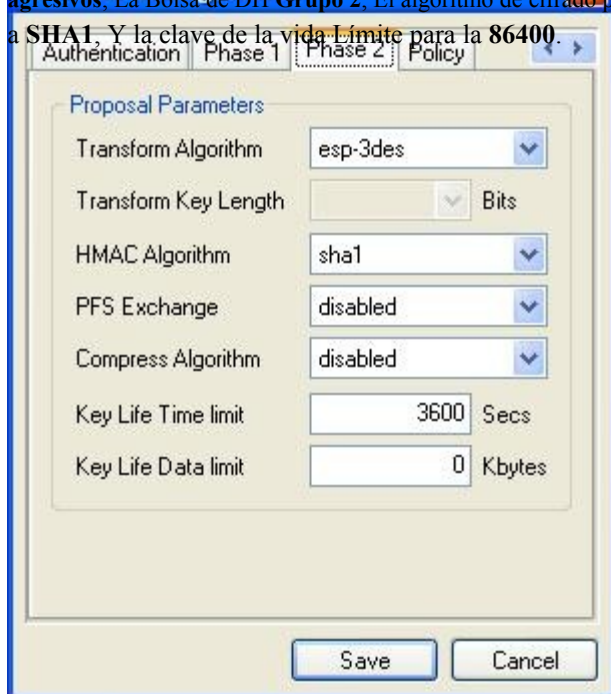 agresivos, La Bolsa de DH Grupo 2, El algoritmo de cifrado p
a SHA1, Y la clave de la vida Límite para la 86400.
Authentication Phase 1 Phase 2 Policy
Proposal Parameters
Transform Algorithm esp-3des
Transform Key Length Bits
HMAC Algorithm sha1
PFS Exchange disabled
Compress Algorithm disabled
Key Life Time limit 3600 Secs
Key Life Data limit 0 Kbytes
Save Cancel